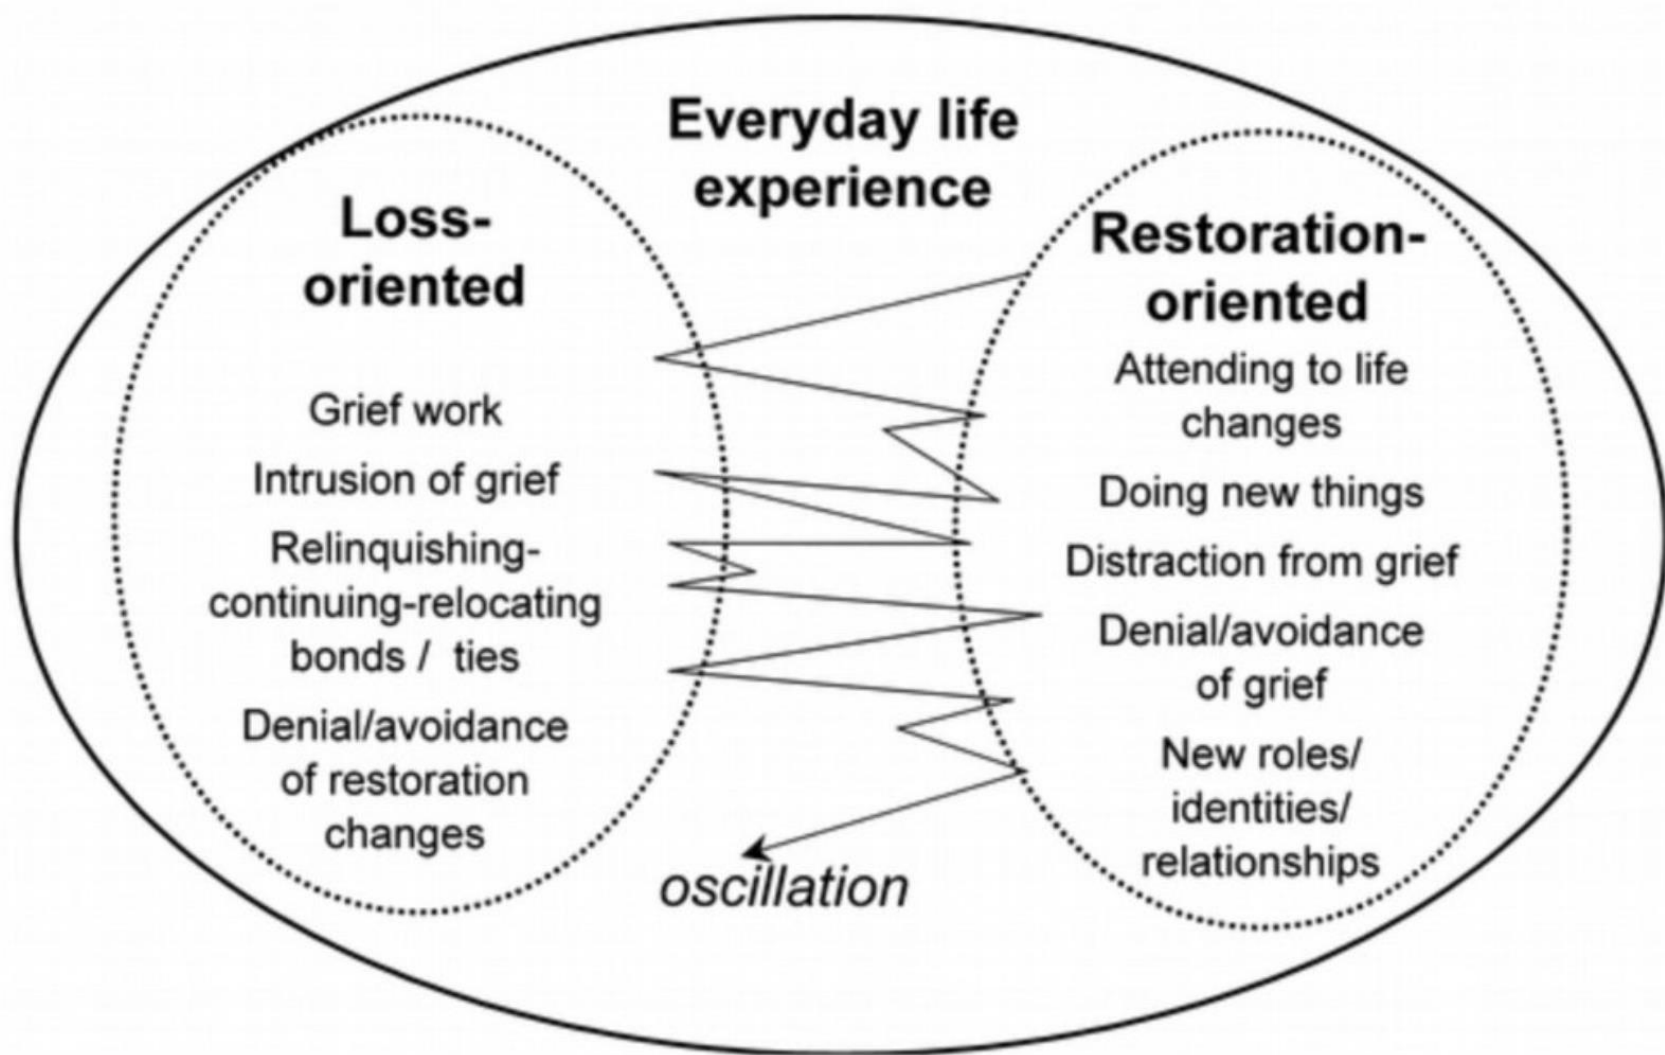 Everyday life
experience
Loss-
oriented
Grief work
Intrusion of grief
Relinquishing-
continuing-relocating
bonds / ties
Denial/avoidance
of restoration
changes
Restoration-
oriented
Attending to life
changes
Doing new things
Distraction from grief
Denial/avoidance
of grief
New roles/
identities/
relationships
oscillation